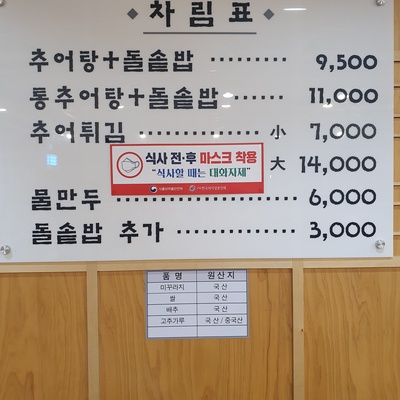 ◆ 차림표 ◆
추어탕+돌솥밥 ·········· 9,500
통추어탕+돌솥밥 ······ 11,000
추어튀김 ················ 小 7,000
大 14,000
식사 전·후 마스크 착용
"식사할 때는 대화자제"
물만두 ···················· 6,000
돌솥밥 추가 ············ 3,000
품 명 원산지
미꾸라지 국 산
쌀 국 산
배추 국 산
고추가루 국 산 / 중국산